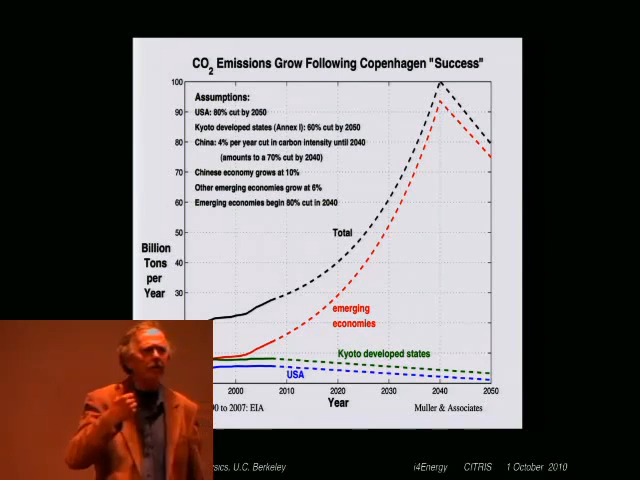 CO2 Emissions Grow Following Copenhagen "Success"
100
90
80
70
60
50
40
30
Assumptions:
USA: 80% cut by 2050
Kyoto developed states (Annex I): 60% cut by 2050
China: 4% per year cut in carbon intensity until 2040
(amounts to a 70% cut by 2040)
Chinese economy grows at 10%
Other emerging economies grow at 6%
Emerging economies begin 80% cut in 2040
Total
Billion
Tons
per
Year
emerging
economies
Kyoto developed states
USA
2000 2010 2020 2030 2040 2050
Year
to 2007: EIA
Muller & Associates
U.C. Berkeley
i4Energy CITRIS 1 October 2010